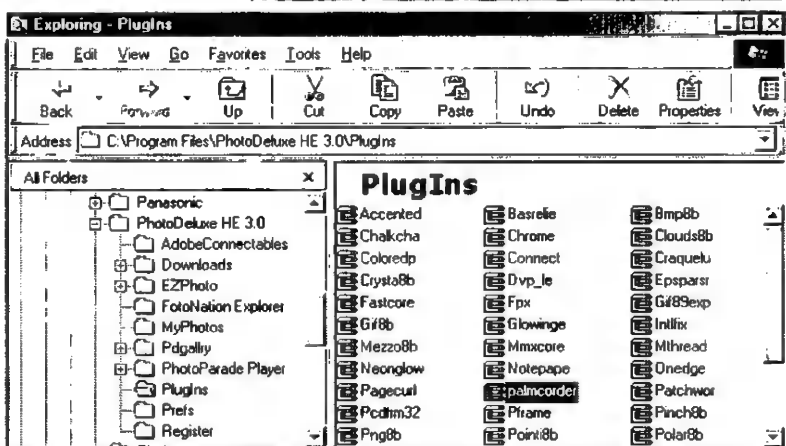 Exploring - PlugIns
File Edit View Go Favorites Tools Help
Back Forward Up Cut Copy Paste Undo Delete Properties View
Address C:\Program Files\PhotoDeluxe HE 3.0\PlugIns
All Folders
Panasonic
PhotoDeluxe HE 3.0
AdobeConnectables
Downloads
EZPhoto
FotoNation Explorer
MyPhotos
Pdgallry
PhotoParade Player
PlugIns
Prefs
Register
PlugIns
Accented Basrelie Bmp8b
Chalkcha Chrome Clouds8b
Coloredp Connect Craquelu
Crysta8b Dvp_le Epsparsr
Fastcore Fpx Gif89exp
Gif8b Glowinge Intlfix
Mezzo8b Mmxcore Mthread
Neonglow Notepape Onedge
Pagecurl palmcorder Patchwor
Pcdhm32 Pframe Pinch8b
Png8b Pointi8b Polar8b